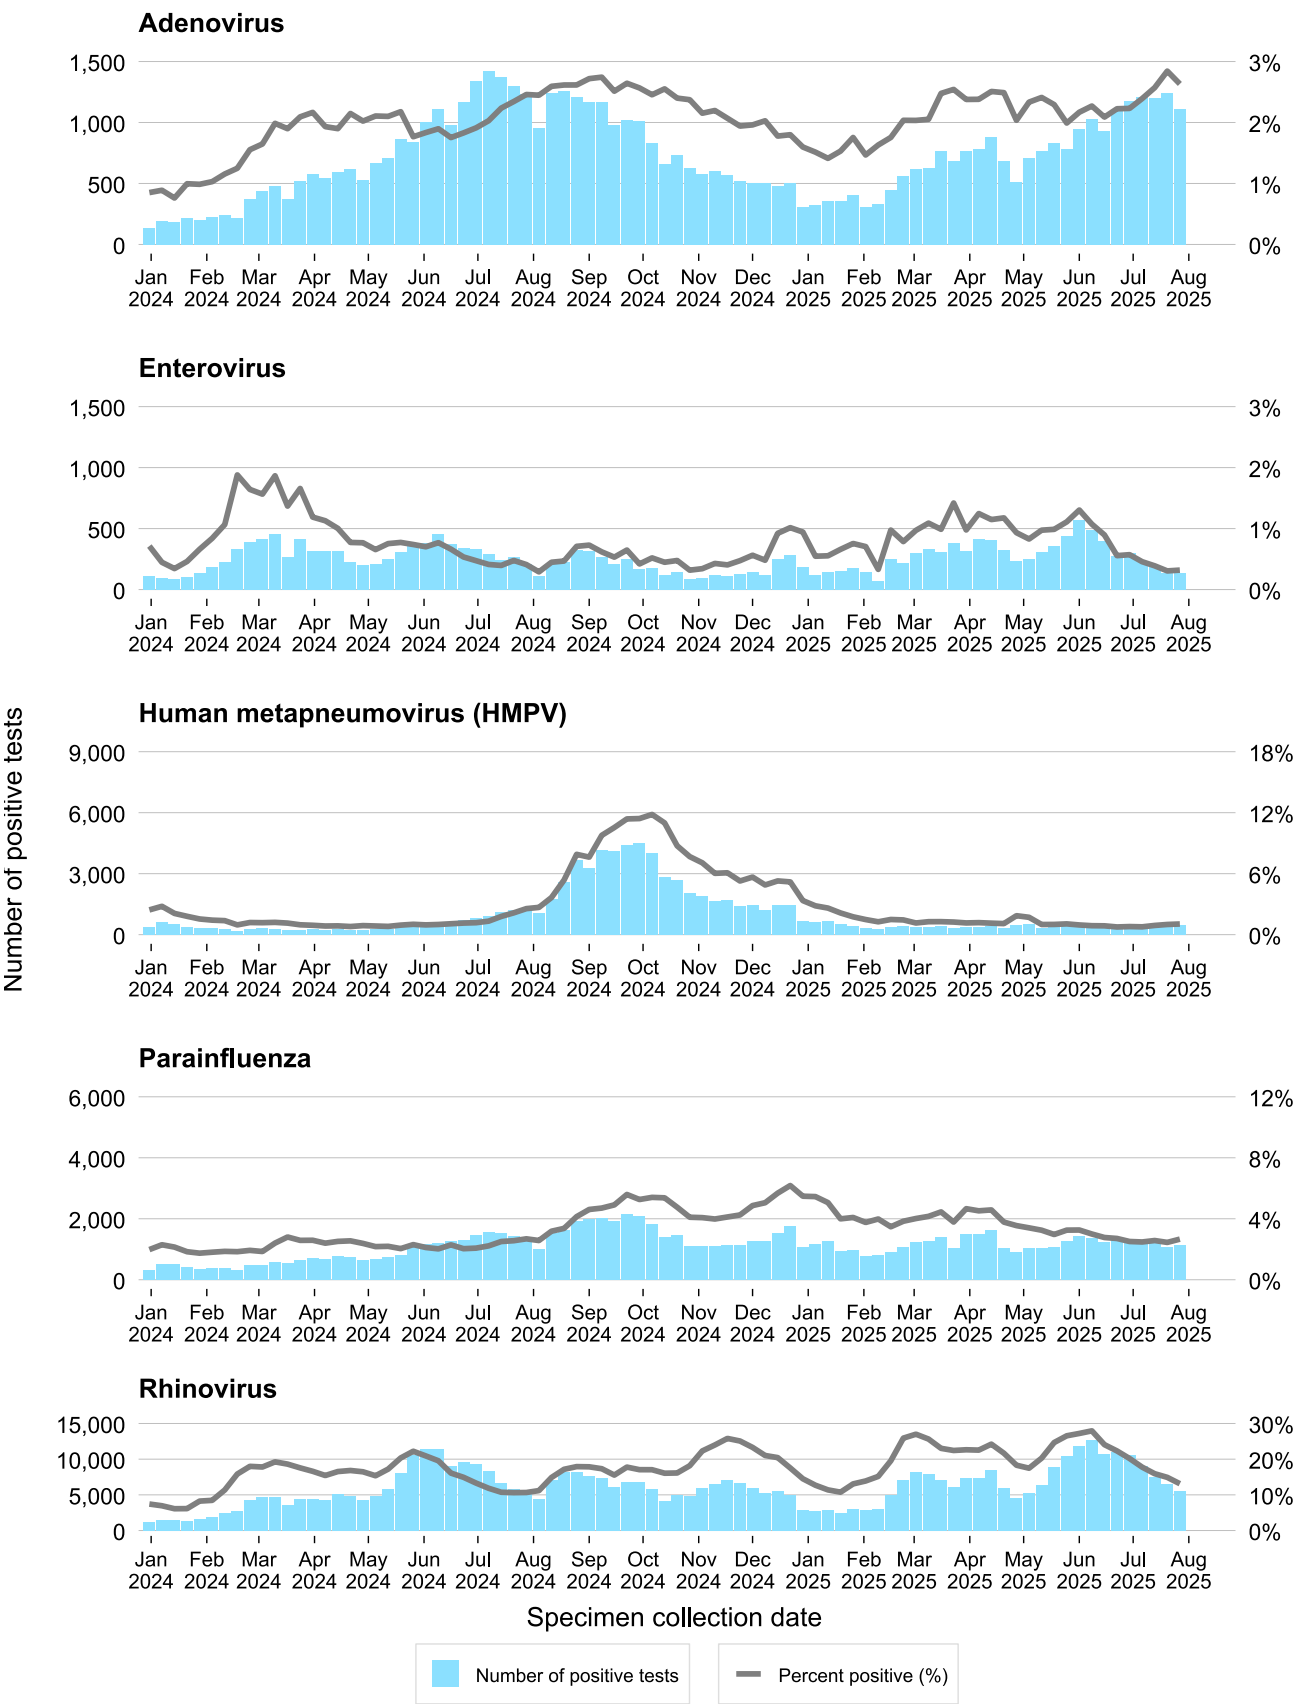 Adenovirus
1,500 3%
1,000 2%
500 1%
0 0%
Jan Feb Mar Apr May Jun Jul Aug Sep Oct Nov Dec Jan Feb Mar Apr May Jun Jul Aug
2024 2024 2024 2024 2024 2024 2024 2024 2024 2024 2024 2024 2025 2025 2025 2025 2025 2025 2025 2025
Enterovirus
1,500 3%
1,000 2%
500 1%
0 0%
Jan Feb Mar Apr May Jun Jul Aug Sep Oct Nov Dec Jan Feb Mar Apr May Jun Jul Aug
2024 2024 2024 2024 2024 2024 2024 2024 2024 2024 2024 2024 2025 2025 2025 2025 2025 2025 2025 2025
Number of positive tests
Human metapneumovirus (HMPV)
9,000 18%
6,000 12%
3,000 6%
0 0%
Jan Feb Mar Apr May Jun Jul Aug Sep Oct Nov Dec Jan Feb Mar Apr May Jun Jul Aug
2024 2024 2024 2024 2024 2024 2024 2024 2024 2024 2024 2024 2025 2025 2025 2025 2025 2025 2025 2025
Parainfluenza
6,000 12%
4,000 8%
2,000 4%
0 0%
Jan Feb Mar Apr May Jun Jul Aug Sep Oct Nov Dec Jan Feb Mar Apr May Jun Jul Aug
2024 2024 2024 2024 2024 2024 2024 2024 2024 2024 2024 2024 2025 2025 2025 2025 2025 2025 2025 2025
Rhinovirus
15,000 30%
10,000 20%
5,000 10%
0 0%
Jan Feb Mar Apr May Jun Jul Aug Sep Oct Nov Dec Jan Feb Mar Apr May Jun Jul Aug
2024 2024 2024 2024 2024 2024 2024 2024 2024 2024 2024 2024 2025 2025 2025 2025 2025 2025 2025 2025
Specimen collection date
Number of positive tests Percent positive (%)